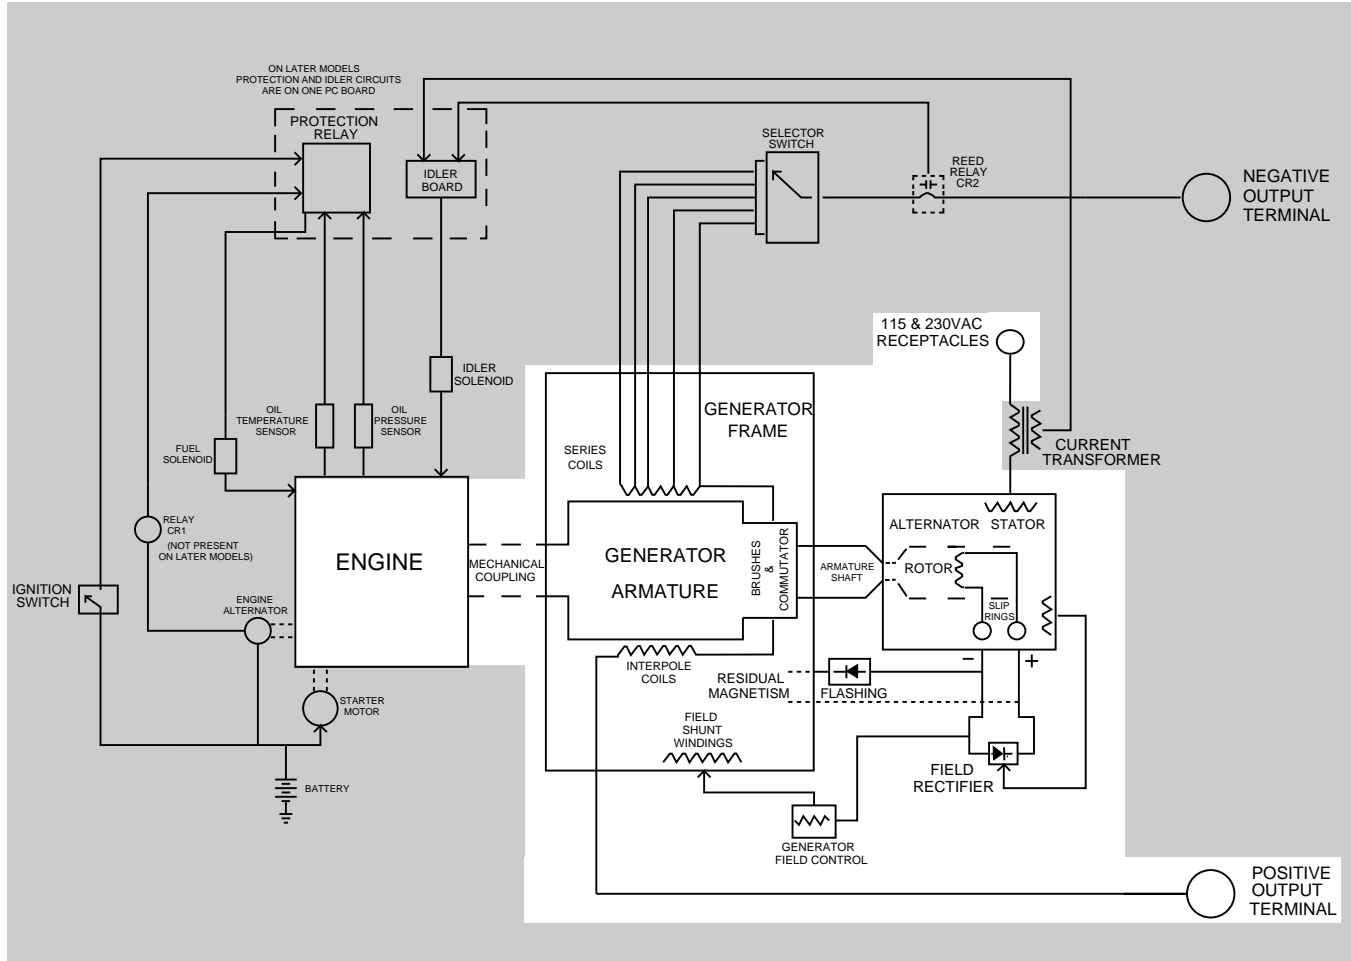 ON LATER MODELS
PROTECTION AND IDLER CIRCUITS
ARE ON ONE PC BOARD
PROTECTION
RELAY
IDLER
BOARD
SELECTOR
SWITCH
REED
RELAY
CR2
NEGATIVE
OUTPUT
TERMINAL
115 & 230VAC
RECEPTACLES
IDLER
SOLENOID
OIL
TEMPERATURE
SENSOR
OIL
PRESSURE
SENSOR
FUEL
SOLENOID
GENERATOR
FRAME
SERIES
COILS
CURRENT
TRANSFORMER
RELAY
CR1
(NOT PRESENT
ON LATER MODELS)
ENGINE
MECHANICAL
COUPLING
GENERATOR
ARMATURE
BRUSHES
&
COMMUTATOR
ARMATURE
SHAFT
ALTERNATOR
STATOR
ROTOR
SLIP
RINGS
IGNITION
SWITCH
ENGINE
ALTERNATOR
INTERPOLE
COILS
RESIDUAL
MAGNETISM
FLASHING
–
+
STARTER
MOTOR
FIELD
SHUNT
WINDINGS
FIELD
RECTIFIER
BATTERY
GENERATOR
FIELD CONTROL
POSITIVE
OUTPUT
TERMINAL